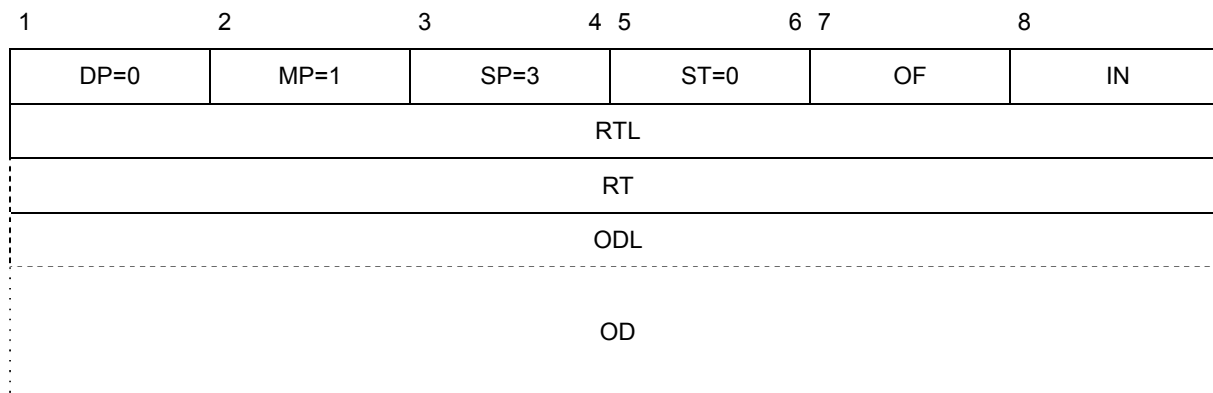 1 2 3 4 5 6 7 8
DP=0 MP=1 SP=3 ST=0 OF IN
RTL
RT
ODL
OD